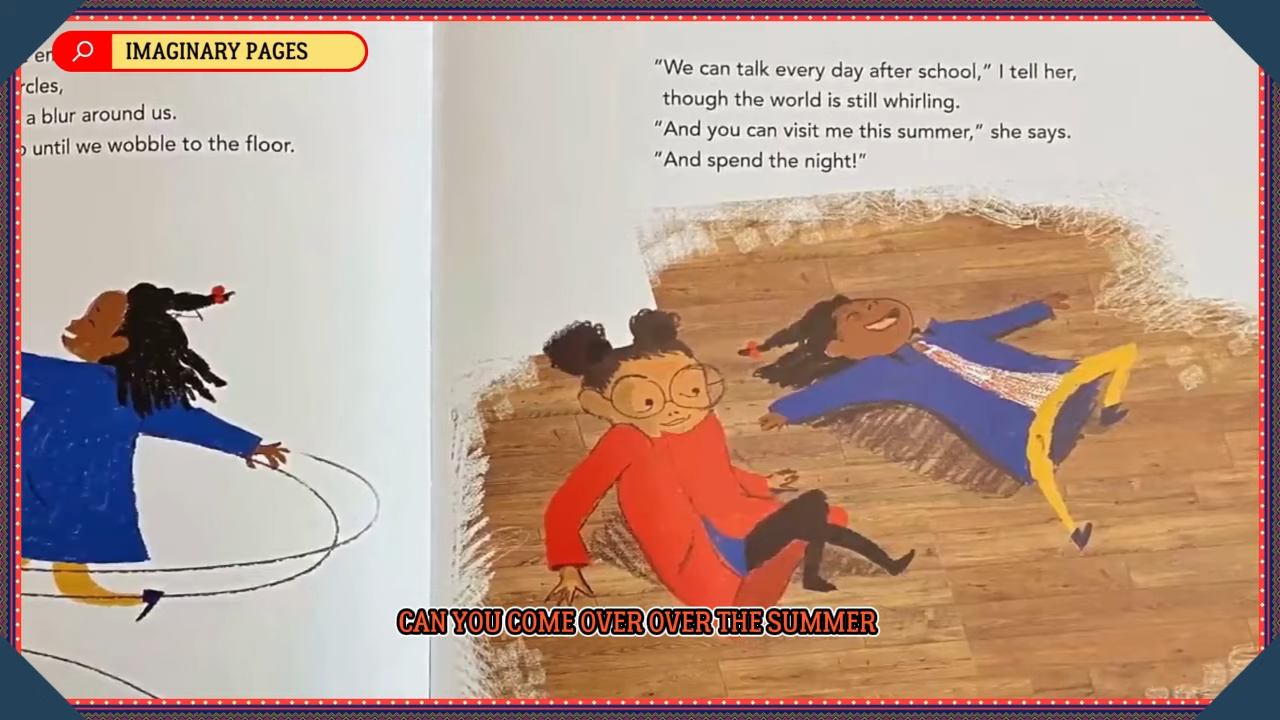 IMAGINARY PAGES
a blur around us.
until we wobble to the floor.
"We can talk every day after school," I tell her,
though the world is still whirling.
"And you can visit me this summer," she says.
"And spend the night!"
CAN YOU COME OVER OVER THE SUMMER